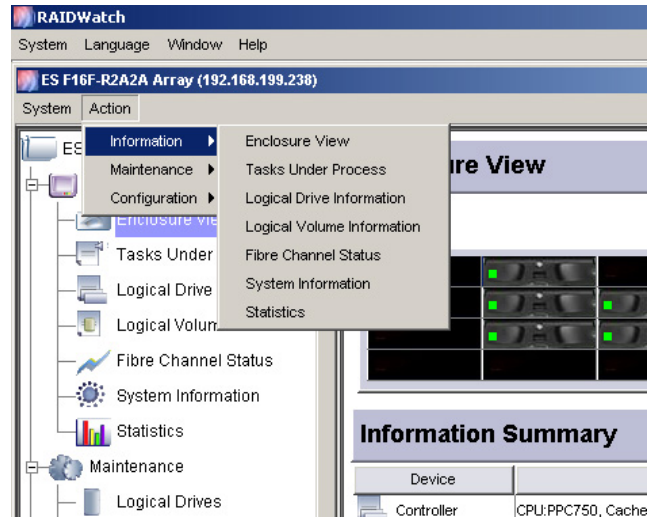 RAIDWatch
System Language Window Help
ES F16F-R2A2A Array (192.168.199.238)
System Action
ES
Information
Maintenance
Configuration
Enclosure View
Tasks Under Process
Logical Drive Information
Logical Volume Information
Fibre Channel Status
System Information
Statistics
ure View
Enclosure Vie
Tasks Under
Logical Drive
Logical Volum
Fibre Channel Status
System Information
Statistics
Maintenance
Logical Drives
Information Summary
Device
Controller CPU:PPC750, Cache